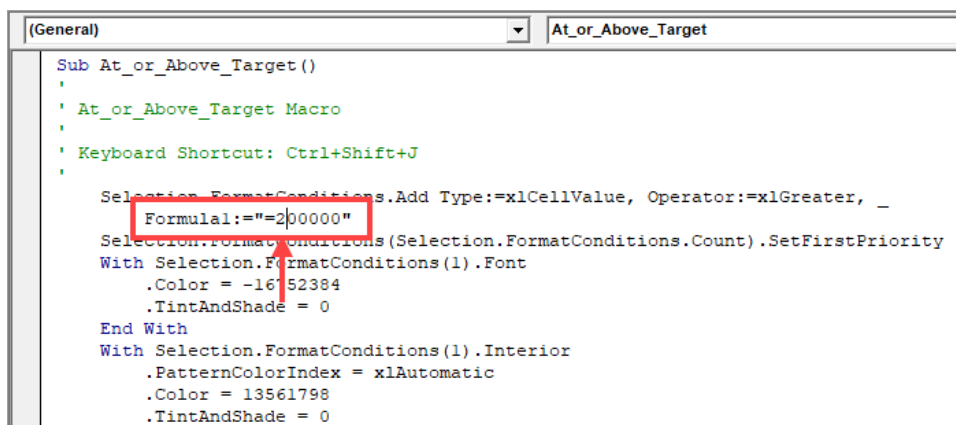 (General) At_or_Above_Target
Sub At_or_Above_Target()
'
' At_or_Above_Target Macro
'
' Keyboard Shortcut: Ctrl+Shift+J
'
Selection.FormatConditions.Add Type:=xlCellValue, Operator:=xlGreater, _
Formula1:="=200000"
Selection.FormatConditions(Selection.FormatConditions.Count).SetFirstPriority
With Selection.FormatConditions(1).Font
.Color = -16752384
.TintAndShade = 0
End With
With Selection.FormatConditions(1).Interior
.PatternColorIndex = xlAutomatic
.Color = 13561798
.TintAndShade = 0